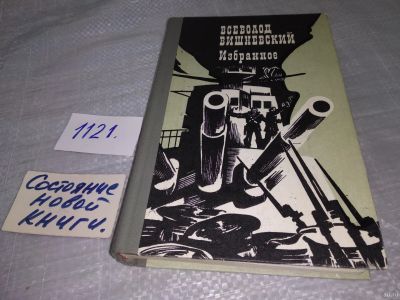 ВСЕВОЛОД
ВИШНЕВСКИЙ
Избранное
1121.
Состояние
новой
книги.